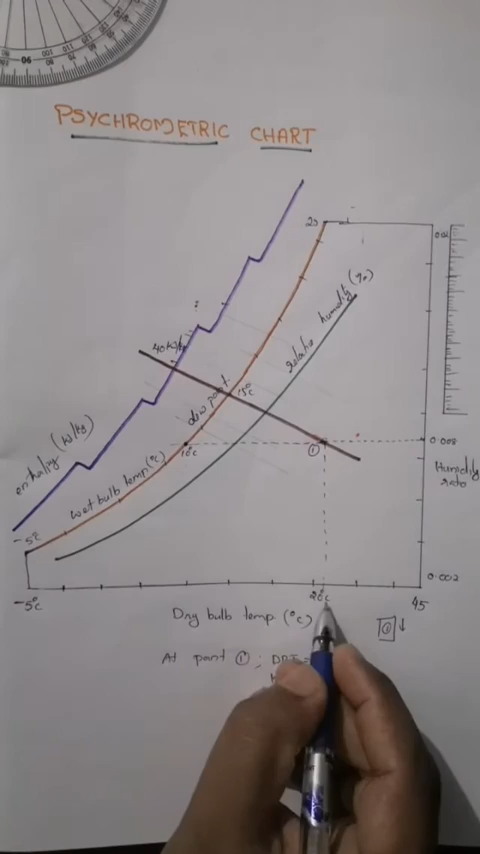 PSYCHROMETRIC CHART
20
relative humidity (%)
40 KJ/kg
dew point
15°C
enthalpy (KJ/kg)
Wet bulb temp (°C)
10°C
①
0.008
Humidity
ratio
-5°C
0.002
-5°C
45
Dry bulb temp (°C)
①↓
At point ①; DBT =